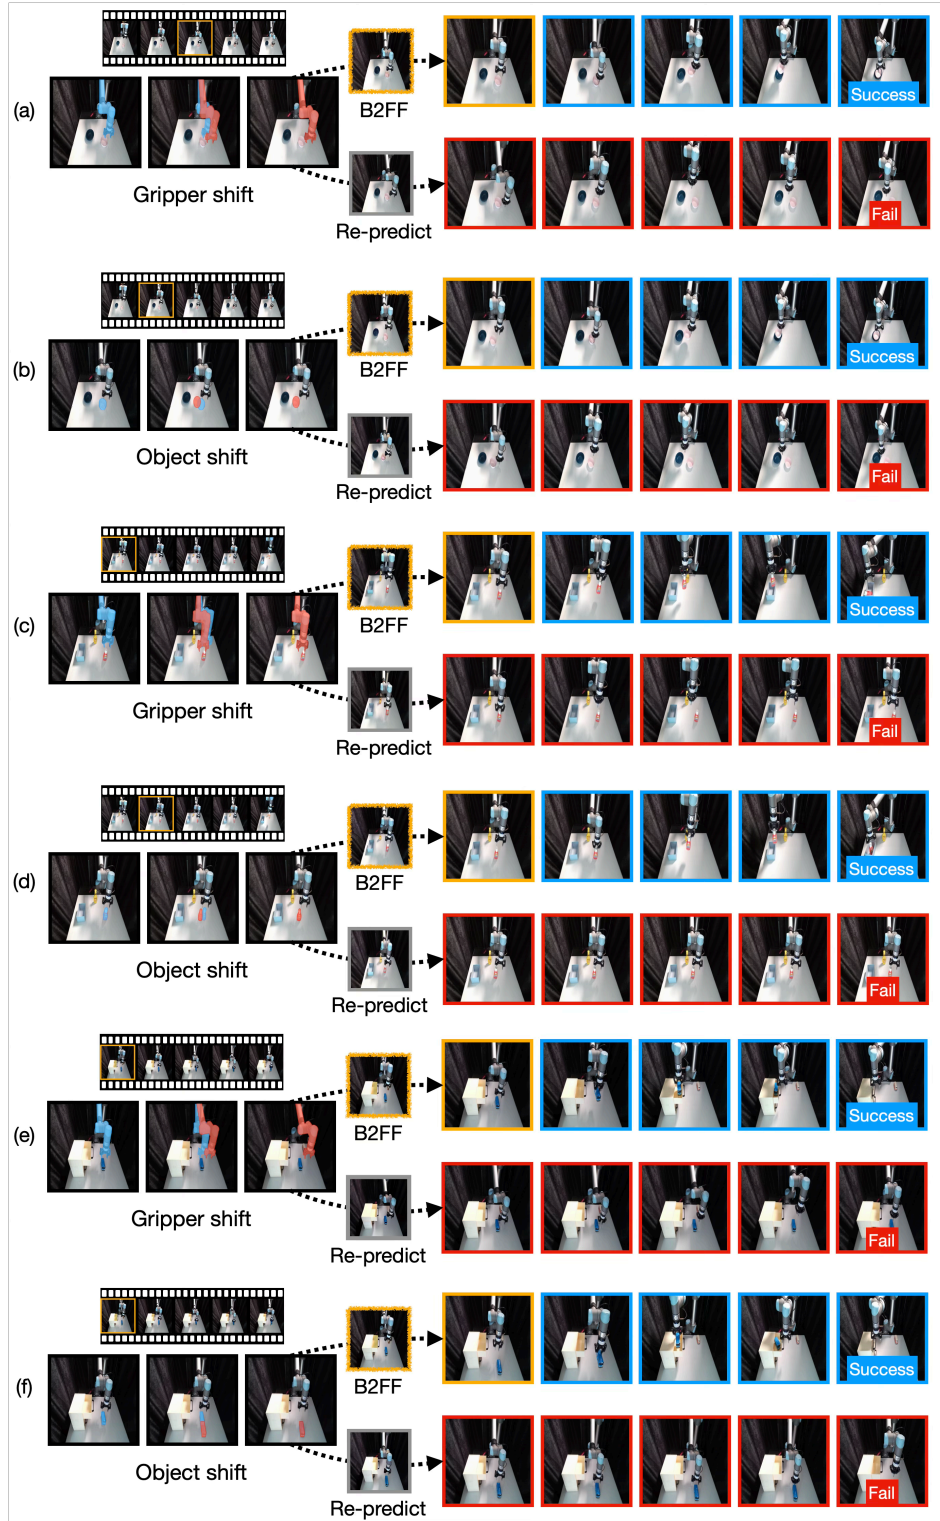 B2FF
Success
(a)
Gripper shift
Re-predict
Fail
B2FF
Success
(b)
Object shift
Re-predict
Fail
B2FF
Success
(c)
Gripper shift
Re-predict
Fail
B2FF
Success
(d)
Object shift
Re-predict
Fail
B2FF
Success
(e)
Gripper shift
Re-predict
Fail
B2FF
Success
(f)
Object shift
Re-predict
Fail